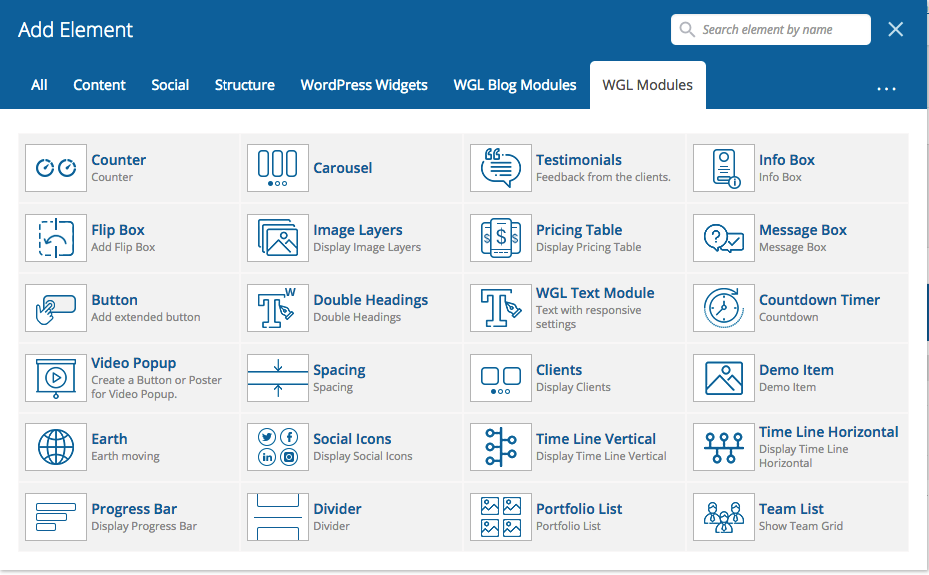 Add Element
Search element by name
All
Content
Social
Structure
WordPress Widgets
WGL Blog Modules
WGL Modules
...
Counter
Counter
Carousel
Testimonials
Feedback from the clients.
Info Box
Info Box
Flip Box
Add Flip Box
Image Layers
Display Image Layers
Pricing Table
Display Pricing Table
Message Box
Message Box
Button
Add extended button
Double Headings
Double Headings
WGL Text Module
Text with responsive
settings
Countdown Timer
Countdown
Video Popup
Create a Button or Poster
for Video Popup.
Spacing
Spacing
Clients
Display Clients
Demo Item
Demo Item
Earth
Earth moving
Social Icons
Display Social Icons
Time Line Vertical
Display Time Line Vertical
Time Line Horizontal
Display Time Line
Horizontal
Progress Bar
Display Progress Bar
Divider
Divider
Portfolio List
Portfolio List
Team List
Show Team Grid